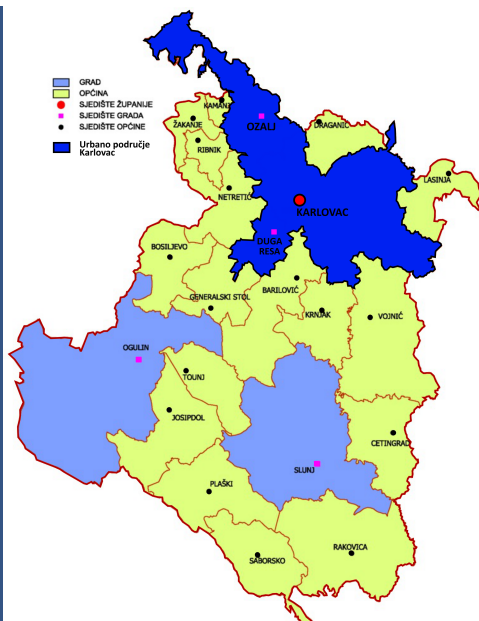 GRAD
OPĆINA
SJEDIŠTE ŽUPANIJE
SJEDIŠTE GRADA
SJEDIŠTE OPĆINE
Urbano područje
Karlovac
KAMANJ
OZALJ
ŽAKANJE
DRAGANIĆ
RIBNIK
LASINJA
NETRETIĆ
KARLOVAC
DUGA
RESA
BOSILJEVO
BARILOVIĆ
GENERALSKI STOL
KRNJAK
VOJNIĆ
OGULIN
TOUNJ
JOSIPDOL
CETINGRAD
SLUNJ
PLAŠKI
RAKOVICA
SABORSKO